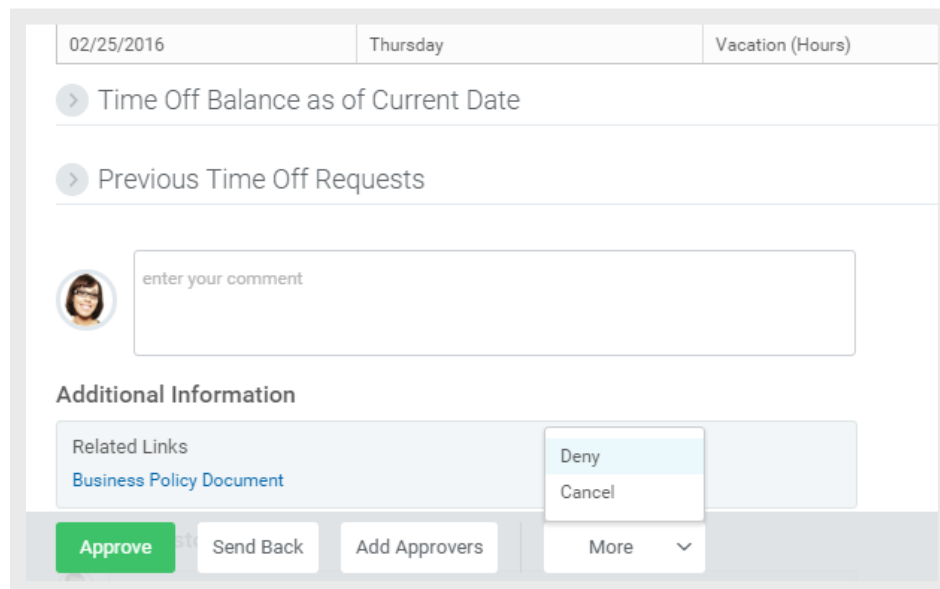 02/25/2016 Thursday Vacation (Hours)
Time Off Balance as of Current Date
Previous Time Off Requests
enter your comment
Additional Information
Related Links
Business Policy Document
Deny
Cancel
Approve Send Back Add Approvers More